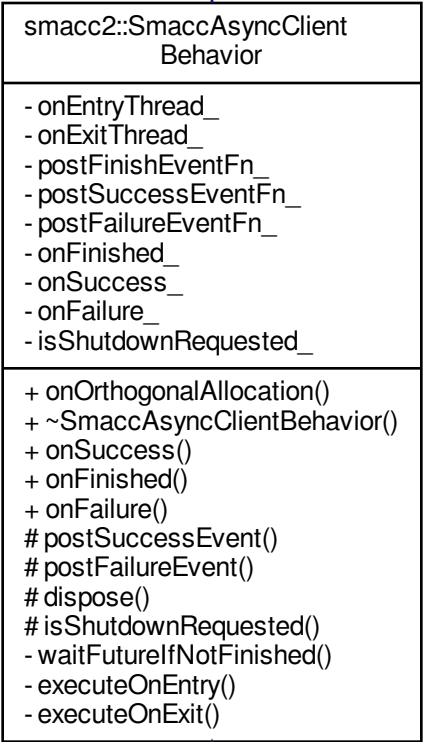 smacc2::SmaccAsyncClient
Behavior
- onEntryThread_
- onExitThread_
- postFinishEventFn_
- postSuccessEventFn_
- postFailureEventFn_
- onFinished_
- onSuccess_
- onFailure_
- isShutdownRequested_
+ onOrthogonalAllocation()
+ ~SmaccAsyncClientBehavior()
+ onSuccess()
+ onFinished()
+ onFailure()
# postSuccessEvent()
# postFailureEvent()
# dispose()
# isShutdownRequested()
- waitFutureIfNotFinished()
- executeOnEntry()
- executeOnExit()